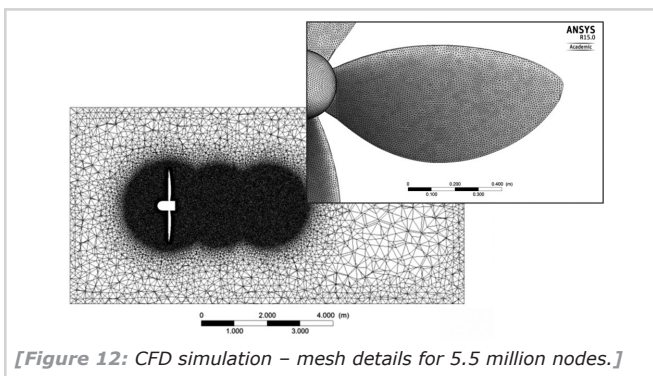 ANSYS
R15.0
Academic
0 0.200 0.400 (m)
0.100 0.300
0 2.000 4.000 (m)
1.000 3.000
[Figure 12: CFD simulation – mesh details for 5.5 million nodes.]